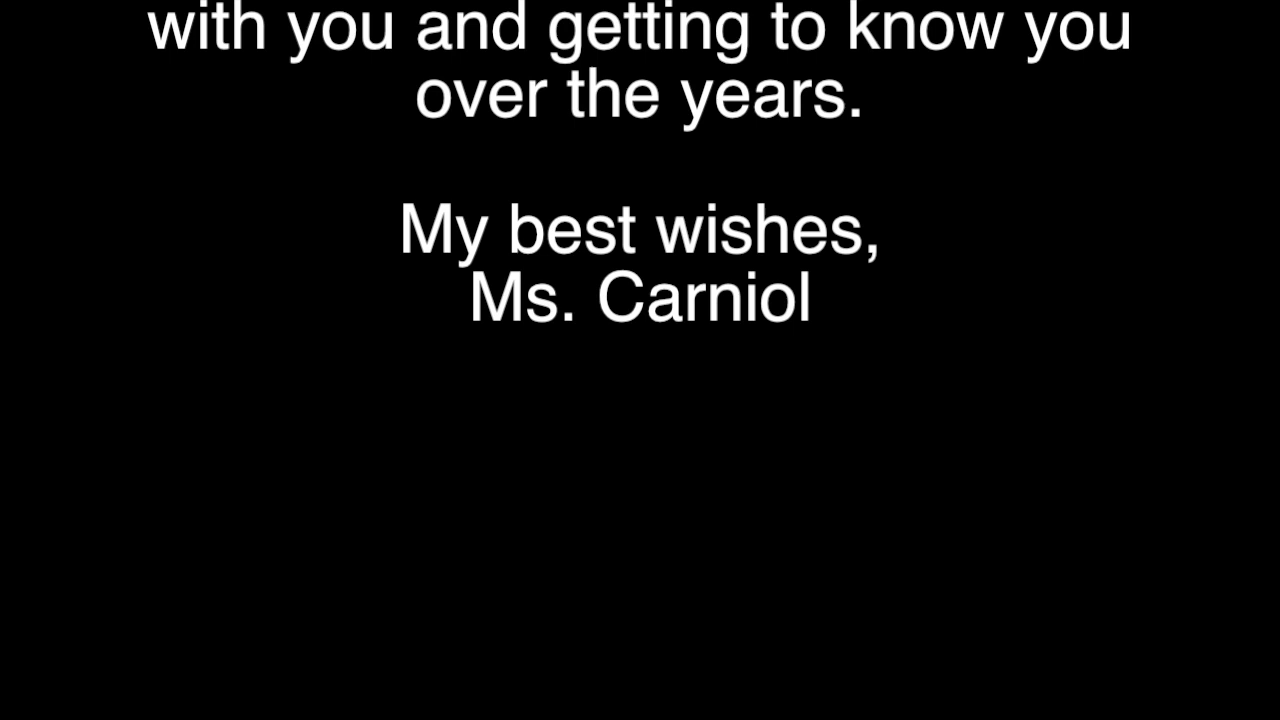 with you and getting to know you
over the years.
My best wishes,
Ms. Carniol